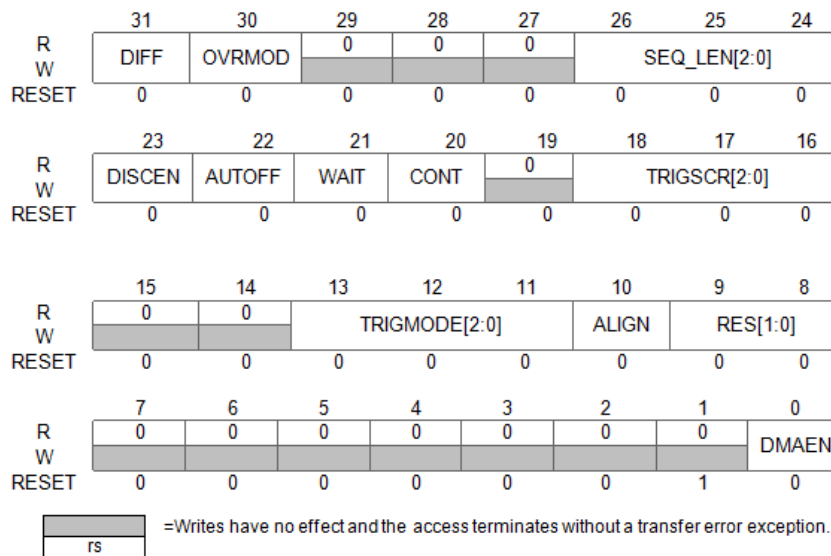 31 30 29 28 27 26 25 24
R 0 0 0
DIFF OVRMOD SEQ_LEN[2:0]
W
RESET 0 0 0 0 0 0 0 0
23 22 21 20 19 18 17 16
R 0
DISCEN AUTOFF WAIT CONT TRIGSCR[2:0]
W
RESET 0 0 0 0 0 0 0 0
15 14 13 12 11 10 9 8
R 0 0
TRIGMODE[2:0] ALIGN RES[1:0]
W
RESET 0 0 0 0 0 0 0 0
7 6 5 4 3 2 1 0
R 0 0 0 0 0 0 0
DMAEN
W
RESET 0 0 0 0 0 0 1 0
=Writes have no effect and the access terminates without a transfer error exception.
rs